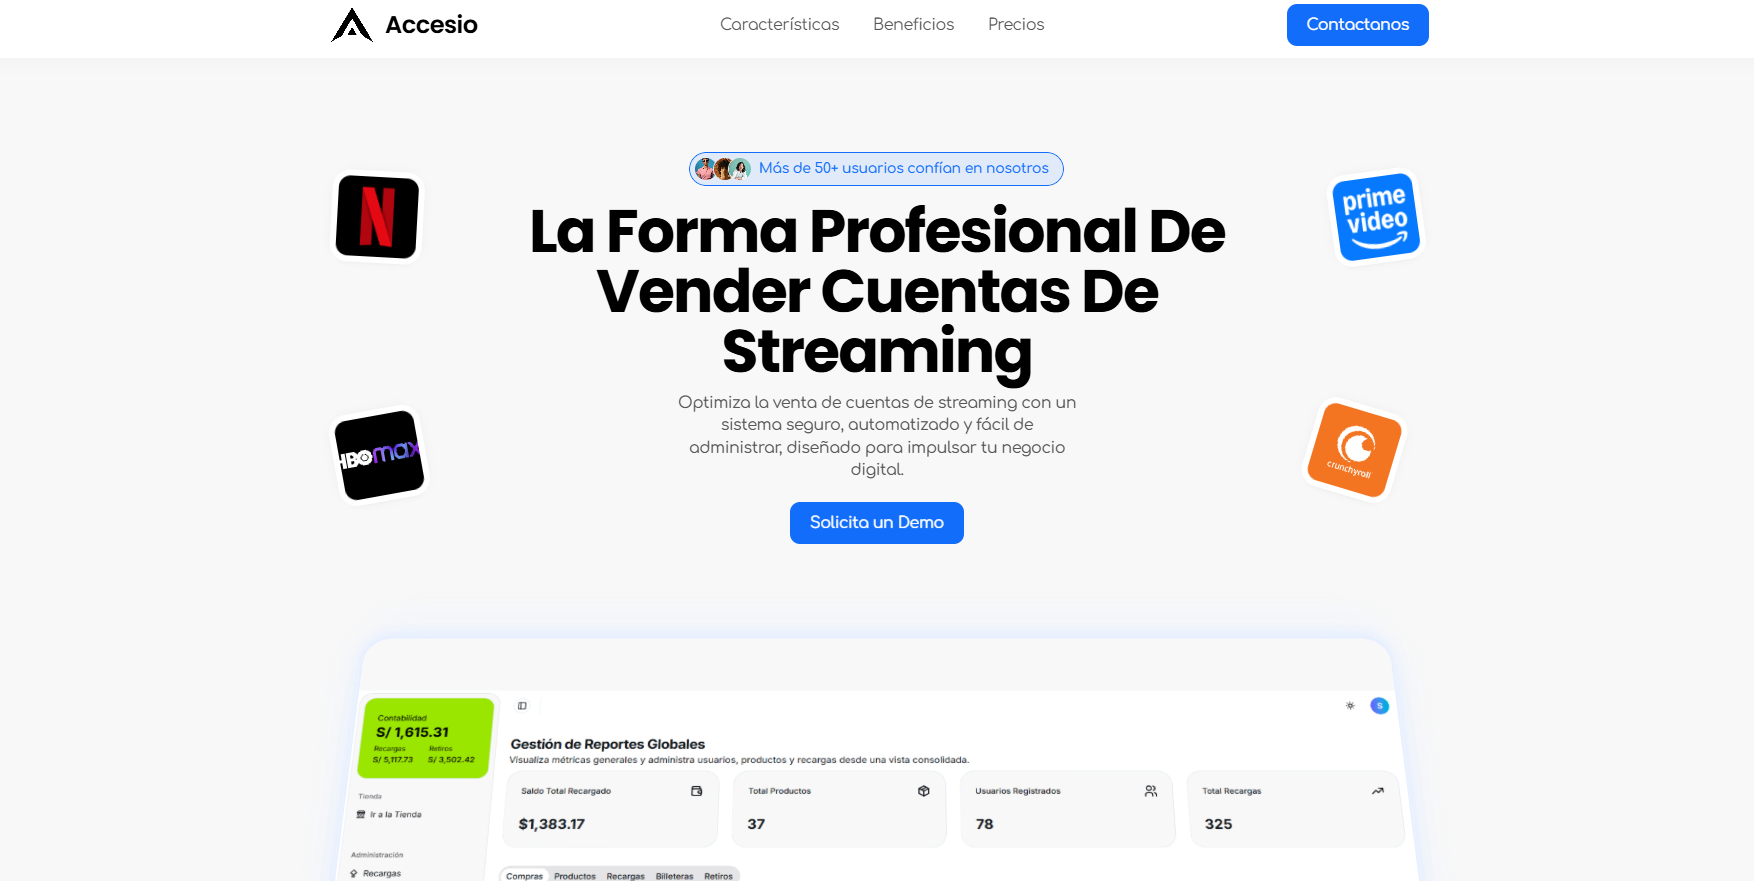 Accesio
Características
Beneficios
Precios
Contactanos
Más de 50+ usuarios confían en nosotros
N
prime
video
La Forma Profesional De
Vender Cuentas De
Streaming
Optimiza la venta de cuentas de streaming con un
sistema seguro, automatizado y fácil de
administrar, diseñado para impulsar tu negocio
digital.
HBOmax
crunchyroll
Solicita un Demo
Contabilidad
S/ 1,615.31
Recargas Retiros
S/ 5,117.73 S/ 3,502.42
S
Gestión de Reportes Globales
Visualiza métricas generales y administra usuarios, productos y recargas desde una vista consolidada.
Tienda
Ir a la Tienda
Administración
Recargas
Saldo Total Recargado
$1,383.17
Total Productos
37
Usuarios Registrados
78
Total Recargas
325
Compras Productos Recargas Billeteras Retiros